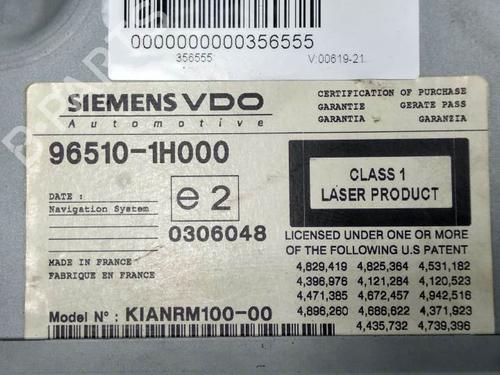 0000000000356555
356555 V:00619-21
SIEMENS VDO
Automotive
CERTIFICATION OF PURCHASE
GARANTIE GERATE PASS
GARANTIA GARANZIA
96510-1H000
DATE :
Navigation System
e2
0306048
CLASS 1
LASER PRODUCT
MADE IN FRANCE
FABRIQUE EN FRANCE
LICENSED UNDER ONE OR MORE
OF THE FOLLOWING U.S PATENT
4,829,419 4,825,364 4,531,182
4,396,976 4,121,284 4,120,523
4,471,385 4,672,457 4,942,516
4,896,260 4,686,622 4,371,923
4,435,732 4,739,396
Model N° : KIANRM100-00